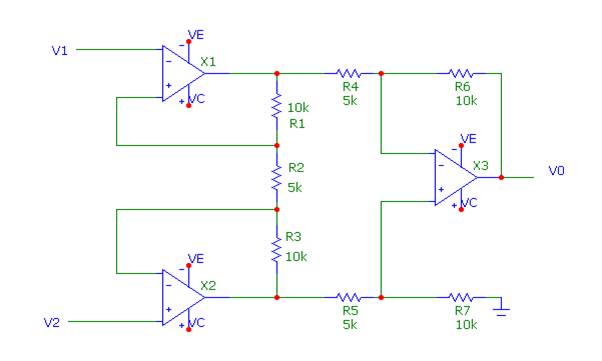 VE
V1
-
X1
-
+
+ VC
10k
R1
R4
5k
R6
10k
R2
5k
VE
-
X3
-
+
+ VC
V0
R3
10k
VE
-
X2
-
+
+ VC
V2
R5
5k
R7
10k